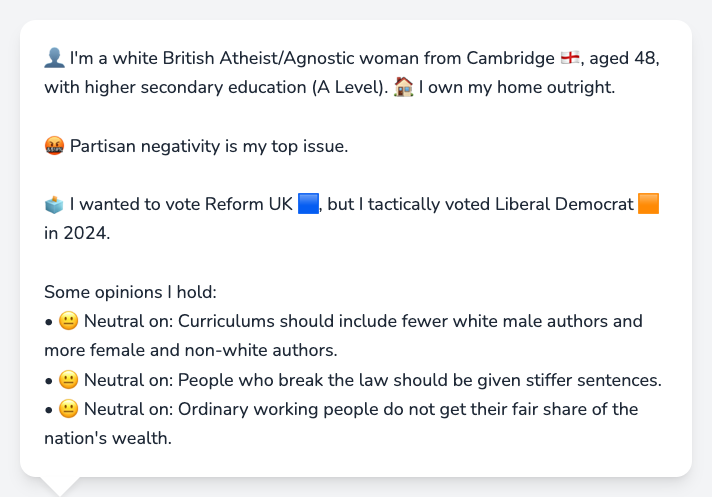 👤 I'm a white British Atheist/Agnostic woman from Cambridge 🏴󠁧󠁢󠁥󠁮󠁧󠁿, aged 48,
with higher secondary education (A Level). 🏠 I own my home outright.
🤬 Partisan negativity is my top issue.
🗳️ I wanted to vote Reform UK 🟦, but I tactically voted Liberal Democrat 🟧
in 2024.
Some opinions I hold:
• 😐 Neutral on: Curriculums should include fewer white male authors and
more female and non-white authors.
• 😐 Neutral on: People who break the law should be given stiffer sentences.
• 😐 Neutral on: Ordinary working people do not get their fair share of the
nation's wealth.